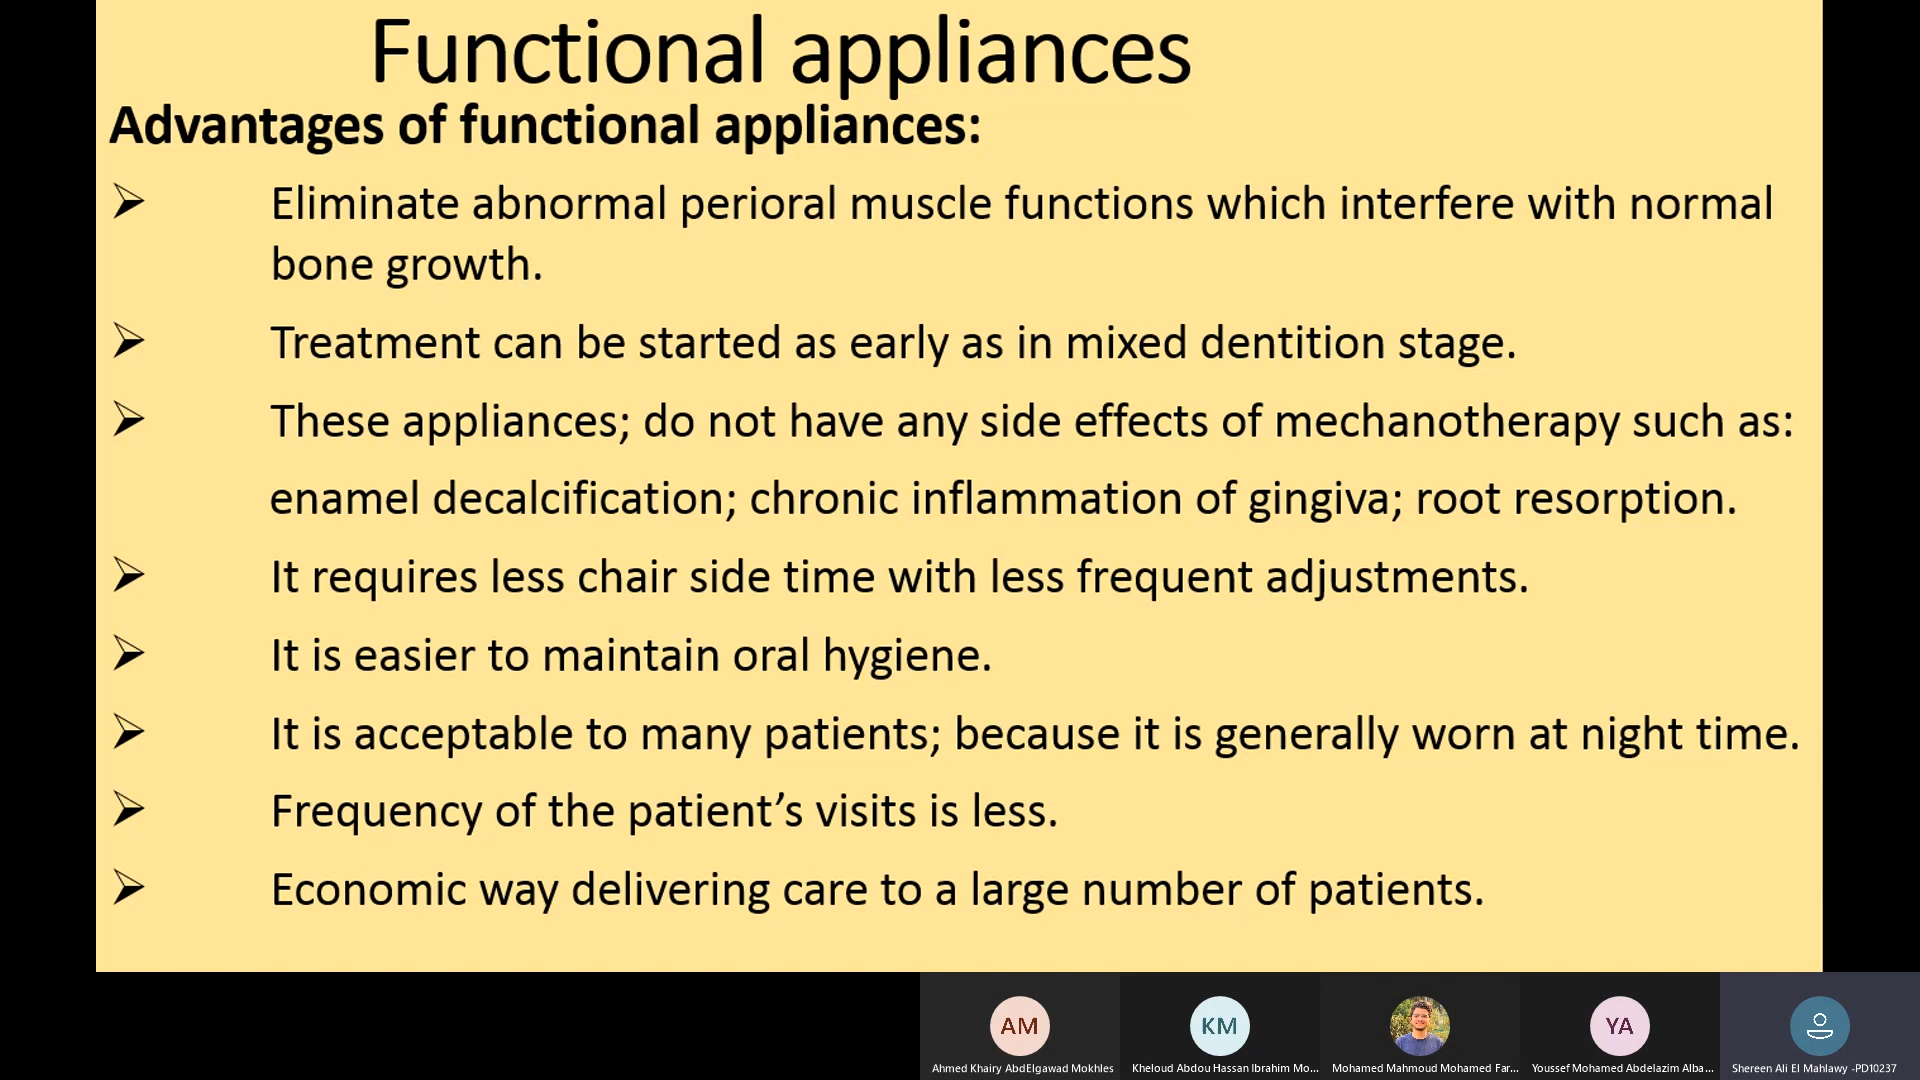 Functional appliances
Advantages of functional appliances:
➢ Eliminate abnormal perioral muscle functions which interfere with normal
bone growth.
➢ Treatment can be started as early as in mixed dentition stage.
➢ These appliances; do not have any side effects of mechanotherapy such as:
enamel decalcification; chronic inflammation of gingiva; root resorption.
➢ It requires less chair side time with less frequent adjustments.
➢ It is easier to maintain oral hygiene.
➢ It is acceptable to many patients; because it is generally worn at night time.
➢ Frequency of the patient’s visits is less.
➢ Economic way delivering care to a large number of patients.
AM KM YA
Ahmed Khairy AbdElgawad Mokhles Kheloud Abdou Hassan Ibrahim Mo... Mohamed Mahmoud Mohamed Far... Youssef Mohamed Abdelazim Alba... Shereen Ali El Mahlawy -PD10237